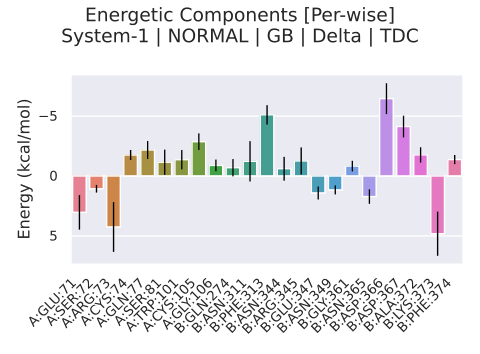 Energetic Components [Per-wise]
System-1 | NORMAL | GB | Delta | TDC
Energy (kcal/mol)
−5
0
5
A:GLU:71
A:SER:72
A:ARG:73
A:CYS:74
A:GLN:77
A:SER:81
A:TRP:101
A:CYS:105
A:GLY:106
B:GLN:274
B:ASN:311
B:PHE:313
B:ASN:344
B:ARG:345
B:GLU:347
B:ASN:349
B:GLY:361
B:ASN:365
B:ASP:366
B:ASP:367
B:ALA:372
B:LYS:373
B:PHE:374